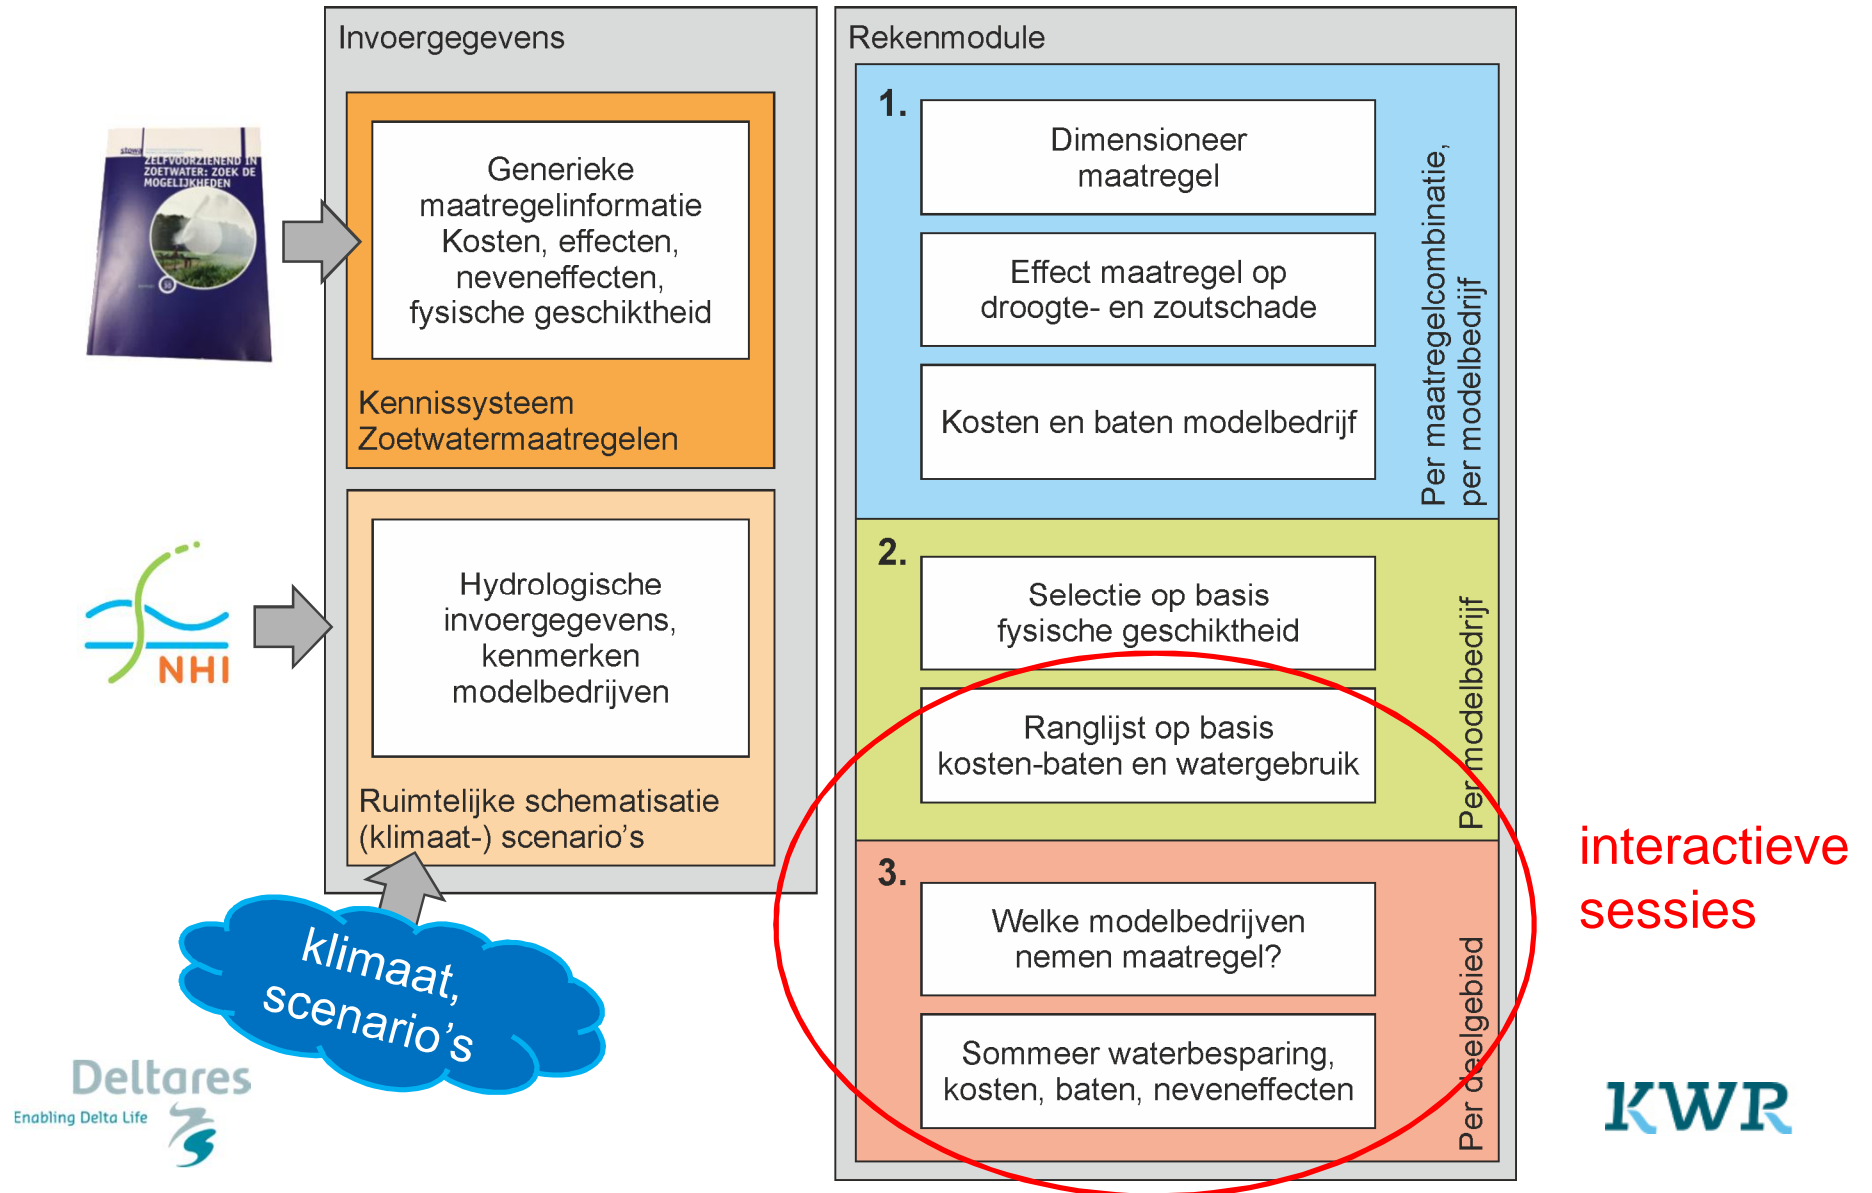 Invoergegevens
stowa
ZELFVOORZIENEND IN
ZOETWATER: ZOEK DE
MOGELIJKHEDEN
Generieke
maatregelinformatie
Kosten, effecten,
neveneffecten,
fysische geschiktheid
Kennissysteem
Zoetwatermaatregelen
NHI
Hydrologische
invoergegevens,
kenmerken
modelbedrijven
Ruimtelijke schematisatie
(klimaat-) scenario’s
klimaat,
scenario’s
Rekenmodule
1.
Dimensioneer
maatregel
Effect maatregel op
droogte- en zoutschade
Kosten en baten modelbedrijf
Per maatregelcombinatie,
per modelbedrijf
2.
Selectie op basis
fysische geschiktheid
Ranglijst op basis
kosten-baten en watergebruik
Per modelbedrijf
3.
Welke modelbedrijven
nemen maatregel?
Sommeer waterbesparing,
kosten, baten, neveneffecten
Per deelgebied
interactieve
sessies
Deltares
Enabling Delta Life
KWR